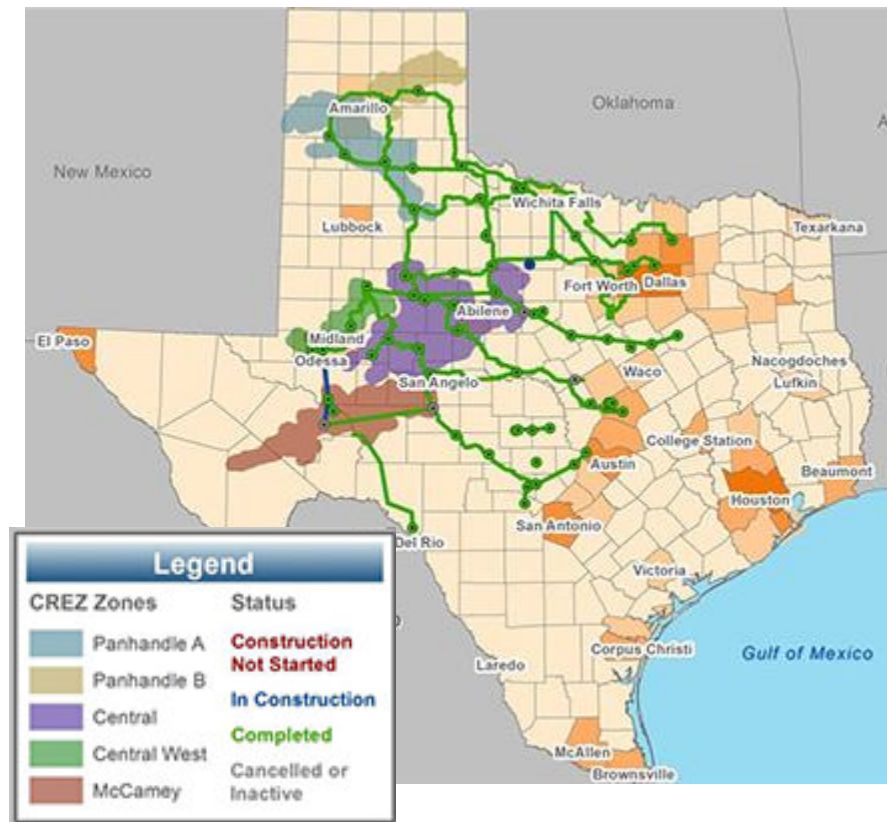 Oklahoma
Amarillo
New Mexico
Wichita Falls
Lubbock
Texarkana
Fort Worth
Dallas
Abilene
El Paso
Midland
Odessa
Nacogdoches
Lufkin
San Angelo
Waco
College Station
Austin
Beaumont
Houston
San Antonio
Del Rio
Victoria
Corpus Christi
Gulf of Mexico
Laredo
McAllen
Brownsville
Legend
CREZ Zones
Panhandle A
Panhandle B
Central
Central West
McCamey
Status
Construction
Not Started
In Construction
Completed
Cancelled or
Inactive